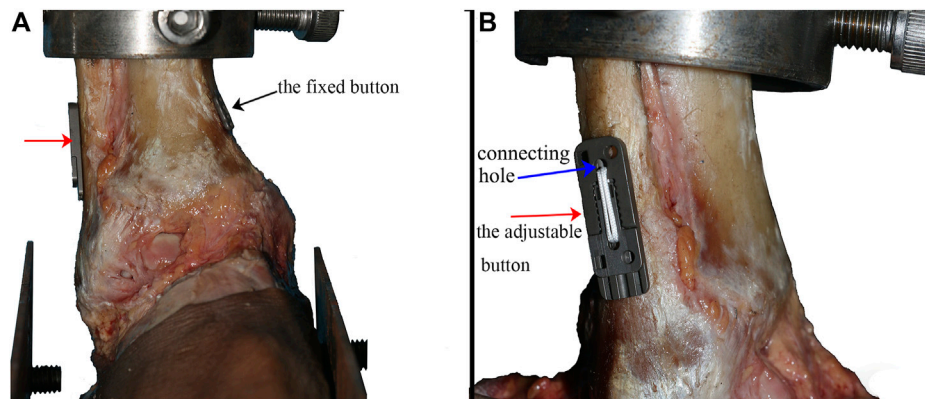 A
the fixed button
B
connecting
hole
the adjustable
button